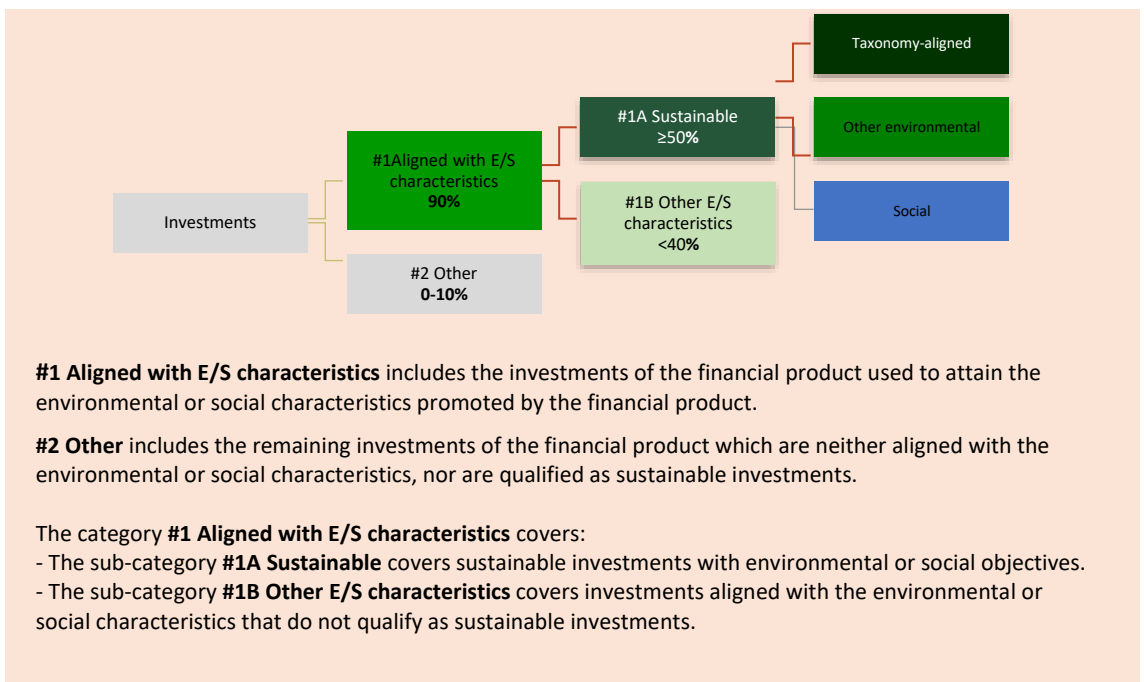 Taxonomy-aligned
#1A Sustainable
≥50%
Other environmental
#1Aligned with E/S
characteristics
90%
#1B Other E/S
characteristics
<40%
Social
Investments
#2 Other
0-10%
#1 Aligned with E/S characteristics includes the investments of the financial product used to attain the
environmental or social characteristics promoted by the financial product.
#2 Other includes the remaining investments of the financial product which are neither aligned with the
environmental or social characteristics, nor are qualified as sustainable investments.
The category #1 Aligned with E/S characteristics covers:
- The sub-category #1A Sustainable covers sustainable investments with environmental or social objectives.
- The sub-category #1B Other E/S characteristics covers investments aligned with the environmental or
social characteristics that do not qualify as sustainable investments.